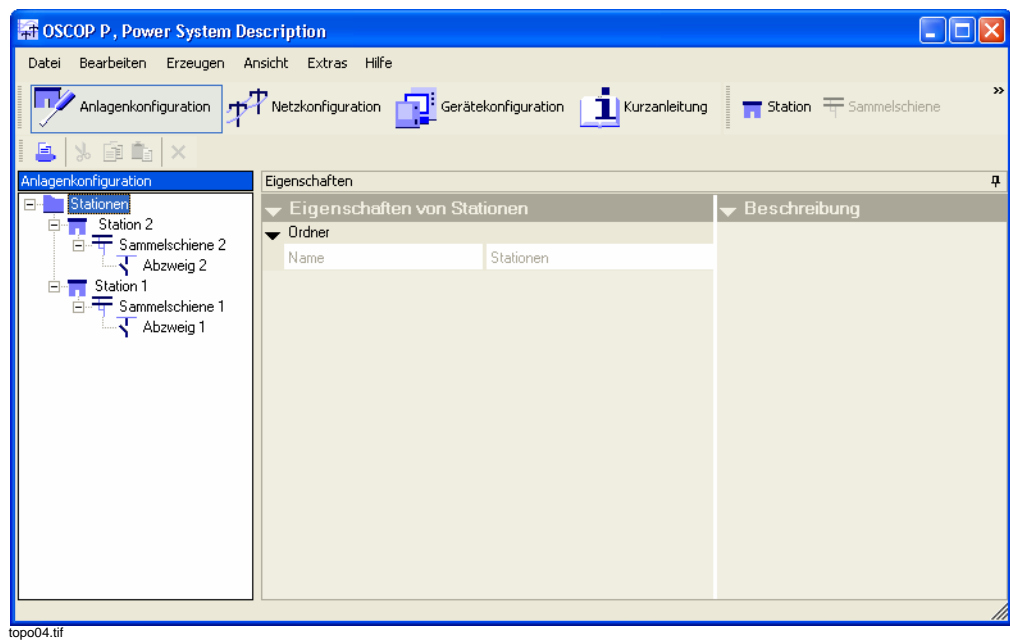 OSCOP P, Power System Description
Datei Bearbeiten Erzeugen Ansicht Extras Hilfe
Anlagenkonfiguration Netzkonfiguration Gerätekonfiguration Kurzanleitung Station Sammelschiene »
Anlagenkonfiguration
Eigenschaften
Stationen
Station 2
Sammelschiene 2
Abzweig 2
Station 1
Sammelschiene 1
Abzweig 1
Eigenschaften von Stationen
Ordner
Name Stationen
Beschreibung
topo04.tif